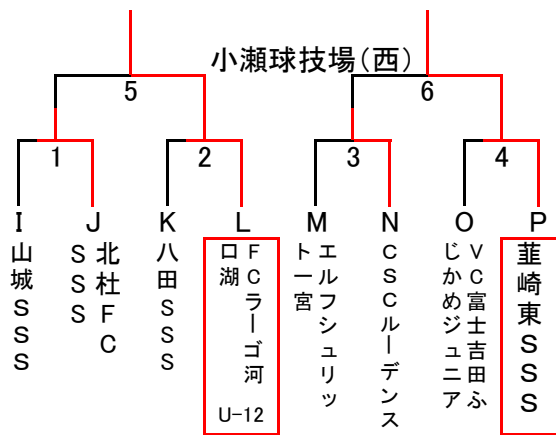 小瀬球技場(西)
5
6
1
2
3
4
I
J
K
L
M
N
O
P
山城SSS
北杜FC
SSS
八田SSS
FCラーゴ河
口湖
U-12
エルフシュリッ
ト一宮
CSCルーデンス
VC富士吉田ふ
じかめジュニア
韮崎東SSS